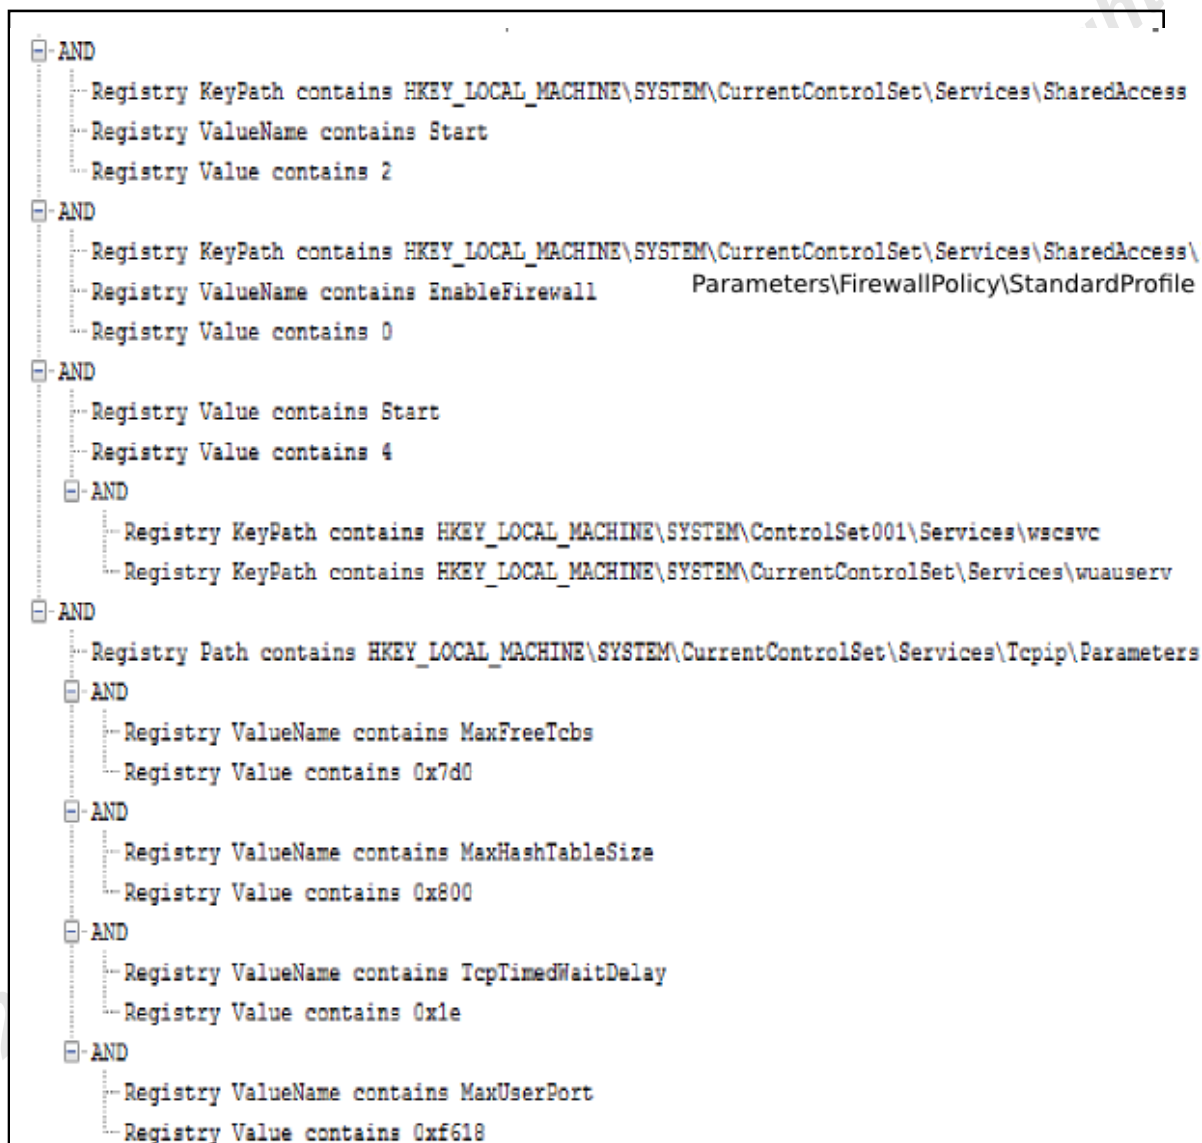 AND
Registry KeyPath contains HKEY_LOCAL_MACHINE\SYSTEM\CurrentControlSet\Services\SharedAccess
Registry ValueName contains Start
Registry Value contains 2
AND
Registry KeyPath contains HKEY_LOCAL_MACHINE\SYSTEM\CurrentControlSet\Services\SharedAccess\
Parameters\FirewallPolicy\StandardProfile
Registry ValueName contains EnableFirewall
Registry Value contains 0
AND
Registry Value contains Start
Registry Value contains 4
AND
Registry KeyPath contains HKEY_LOCAL_MACHINE\SYSTEM\ControlSet001\Services\wscsvc
Registry KeyPath contains HKEY_LOCAL_MACHINE\SYSTEM\CurrentControlSet\Services\wuauserv
AND
Registry Path contains HKEY_LOCAL_MACHINE\SYSTEM\CurrentControlSet\Services\Tcpip\Parameters
AND
Registry ValueName contains MaxFreeTcbs
Registry Value contains 0x7d0
AND
Registry ValueName contains MaxHashTableSize
Registry Value contains 0x800
AND
Registry ValueName contains TcpTimedWaitDelay
Registry Value contains 0x1e
AND
Registry ValueName contains MaxUserPort
Registry Value contains 0xf618